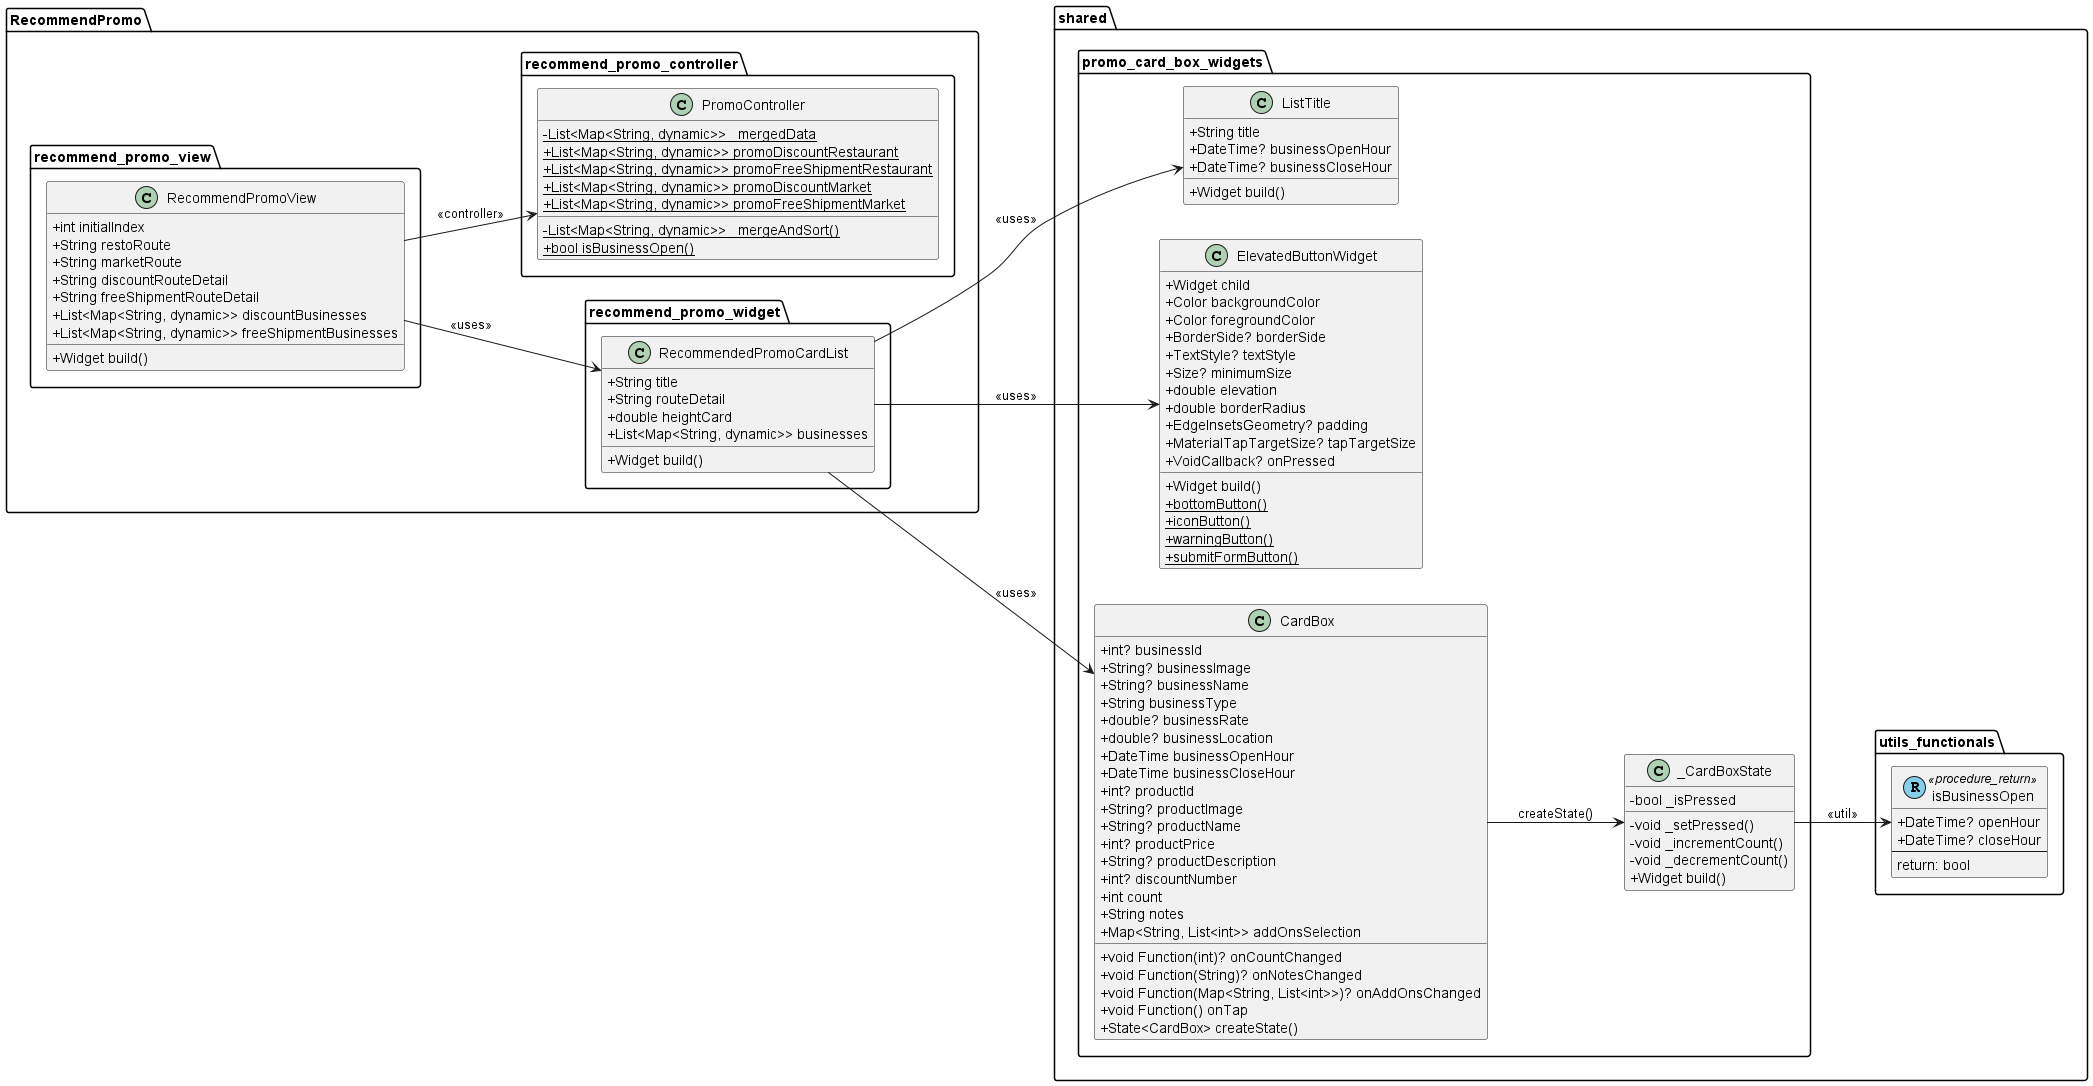 RecommendPromo
recommend_promo_controller
C PromoController
-List<Map<String, dynamic>> _mergedData
+List<Map<String, dynamic>> promoDiscountRestaurant
+List<Map<String, dynamic>> promoFreeShipmentRestaurant
+List<Map<String, dynamic>> promoDiscountMarket
+List<Map<String, dynamic>> promoFreeShipmentMarket
-List<Map<String, dynamic>> _mergeAndSort()
+bool isBusinessOpen()
recommend_promo_view
C RecommendPromoView
+int initialIndex
+String restoRoute
+String marketRoute
+String discountRouteDetail
+String freeShipmentRouteDetail
+List<Map<String, dynamic>> discountBusinesses
+List<Map<String, dynamic>> freeShipmentBusinesses
+Widget build()
«controller»
«uses»
recommend_promo_widget
C RecommendedPromoCardList
+String title
+String routeDetail
+double heightCard
+List<Map<String, dynamic>> businesses
+Widget build()
«uses»
«uses»
«uses»
shared
promo_card_box_widgets
C ListTitle
+String title
+DateTime? businessOpenHour
+DateTime? businessCloseHour
+Widget build()
C ElevatedButtonWidget
+Widget child
+Color backgroundColor
+Color foregroundColor
+BorderSide? borderSide
+TextStyle? textStyle
+Size? minimumSize
+double elevation
+double borderRadius
+EdgeInsetsGeometry? padding
+MaterialTapTargetSize? tapTargetSize
+VoidCallback? onPressed
+Widget build()
+bottomButton()
+iconButton()
+warningButton()
+submitFormButton()
C CardBox
+int? businessId
+String? businessImage
+String? businessName
+String businessType
+double? businessRate
+double? businessLocation
+DateTime businessOpenHour
+DateTime businessCloseHour
+int? productId
+String? productImage
+String? productName
+int? productPrice
+String? productDescription
+int? discountNumber
+int count
+String notes
+Map<String, List<int>> addOnsSelection
+void Function(int)? onCountChanged
+void Function(String)? onNotesChanged
+void Function(Map<String, List<int>>)? onAddOnsChanged
+void Function() onTap
+State<CardBox> createState()
createState()
C _CardBoxState
-bool _isPressed
-void _setPressed()
-void _incrementCount()
-void _decrementCount()
+Widget build()
«util»
utils_functionals
R «procedure_return»
isBusinessOpen
+DateTime? openHour
+DateTime? closeHour
return: bool